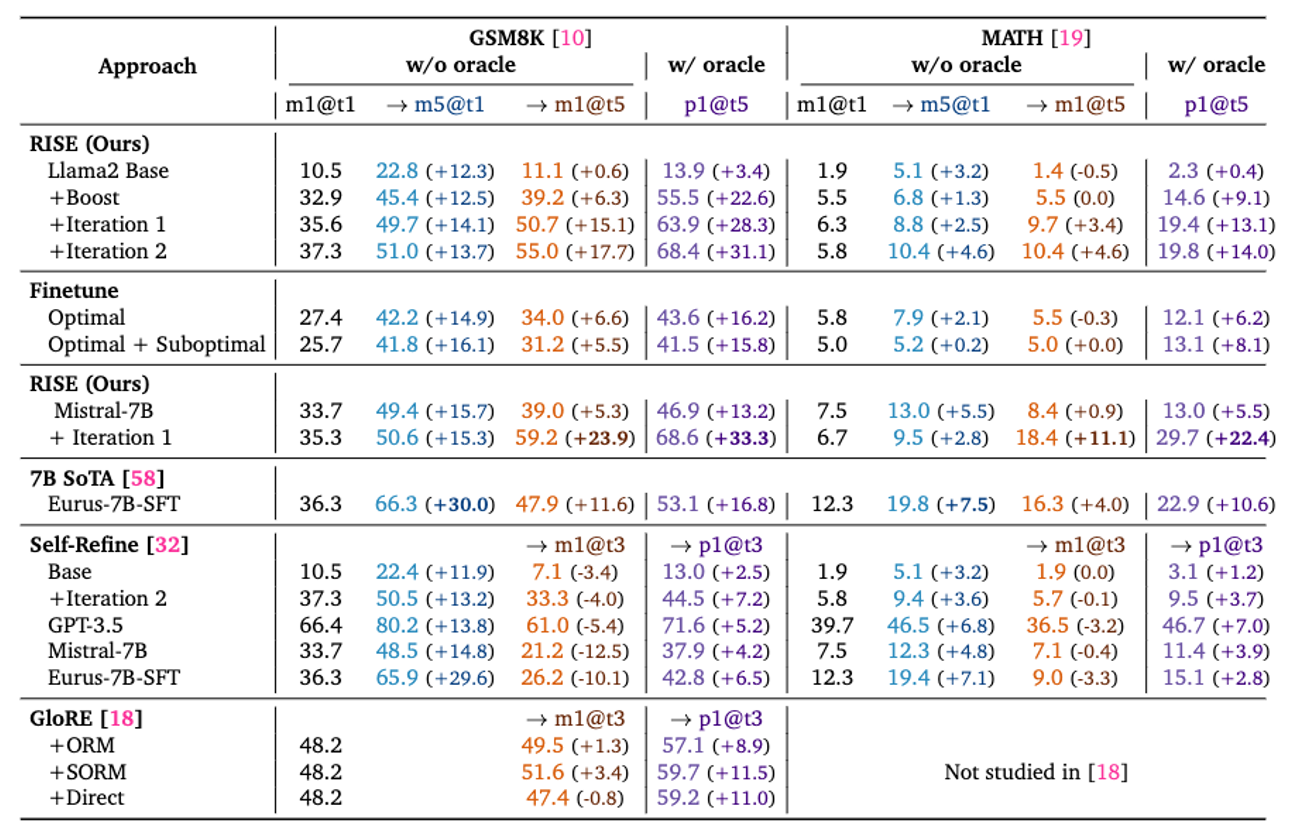 GSM8K [10] MATH [19]
Approach w/o oracle w/ oracle w/o oracle w/ oracle
m1@t1 → m5@t1 → m1@t5 p1@t5 m1@t1 → m5@t1 → m1@t5 p1@t5
RISE (Ours)
Llama2 Base 10.5 22.8 (+12.3) 11.1 (+0.6) 13.9 (+3.4) 1.9 5.1 (+3.2) 1.4 (-0.5) 2.3 (+0.4)
+Boost 32.9 45.4 (+12.5) 39.2 (+6.3) 55.5 (+22.6) 5.5 6.8 (+1.3) 5.5 (0.0) 14.6 (+9.1)
+Iteration 1 35.6 49.7 (+14.1) 50.7 (+15.1) 63.9 (+28.3) 6.3 8.8 (+2.5) 9.7 (+3.4) 19.4 (+13.1)
+Iteration 2 37.3 51.0 (+13.7) 55.0 (+17.7) 68.4 (+31.1) 5.8 10.4 (+4.6) 10.4 (+4.6) 19.8 (+14.0)
Finetune
Optimal 27.4 42.2 (+14.9) 34.0 (+6.6) 43.6 (+16.2) 5.8 7.9 (+2.1) 5.5 (-0.3) 12.1 (+6.2)
Optimal + Suboptimal 25.7 41.8 (+16.1) 31.2 (+5.5) 41.5 (+15.8) 5.0 5.2 (+0.2) 5.0 (+0.0) 13.1 (+8.1)
RISE (Ours)
Mistral-7B 33.7 49.4 (+15.7) 39.0 (+5.3) 46.9 (+13.2) 7.5 13.0 (+5.5) 8.4 (+0.9) 13.0 (+5.5)
+ Iteration 1 35.3 50.6 (+15.3) 59.2 (+23.9) 68.6 (+33.3) 6.7 9.5 (+2.8) 18.4 (+11.1) 29.7 (+22.4)
7B SoTA [58]
Eurus-7B-SFT 36.3 66.3 (+30.0) 47.9 (+11.6) 53.1 (+16.8) 12.3 19.8 (+7.5) 16.3 (+4.0) 22.9 (+10.6)
Self-Refine [32] → m1@t3 → p1@t3 → m1@t3 → p1@t3
Base 10.5 22.4 (+11.9) 7.1 (-3.4) 13.0 (+2.5) 1.9 5.1 (+3.2) 1.9 (0.0) 3.1 (+1.2)
+Iteration 2 37.3 50.5 (+13.2) 33.3 (-4.0) 44.5 (+7.2) 5.8 9.4 (+3.6) 5.7 (-0.1) 9.5 (+3.7)
GPT-3.5 66.4 80.2 (+13.8) 61.0 (-5.4) 71.6 (+5.2) 39.7 46.5 (+6.8) 36.5 (-3.2) 46.7 (+7.0)
Mistral-7B 33.7 48.5 (+14.8) 21.2 (-12.5) 37.9 (+4.2) 7.5 12.3 (+4.8) 7.1 (-0.4) 11.4 (+3.9)
Eurus-7B-SFT 36.3 65.9 (+29.6) 26.2 (-10.1) 42.8 (+6.5) 12.3 19.4 (+7.1) 9.0 (-3.3) 15.1 (+2.8)
GloRE [18] → m1@t3 → p1@t3
+ORM 48.2 49.5 (+1.3) 57.1 (+8.9)
+SORM 48.2 51.6 (+3.4) 59.7 (+11.5) Not studied in [18]
+Direct 48.2 47.4 (-0.8) 59.2 (+11.0)